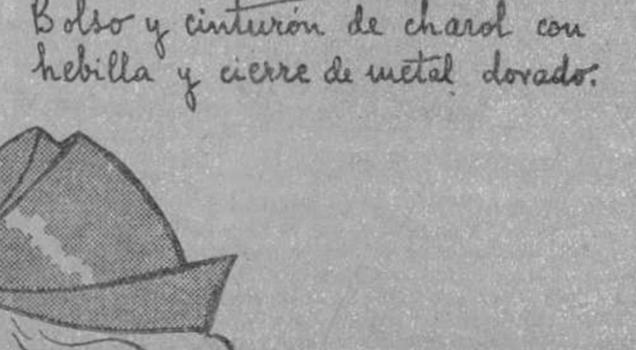 Bolso y cinturón de charol con
hebilla y cierre de metal dorado.